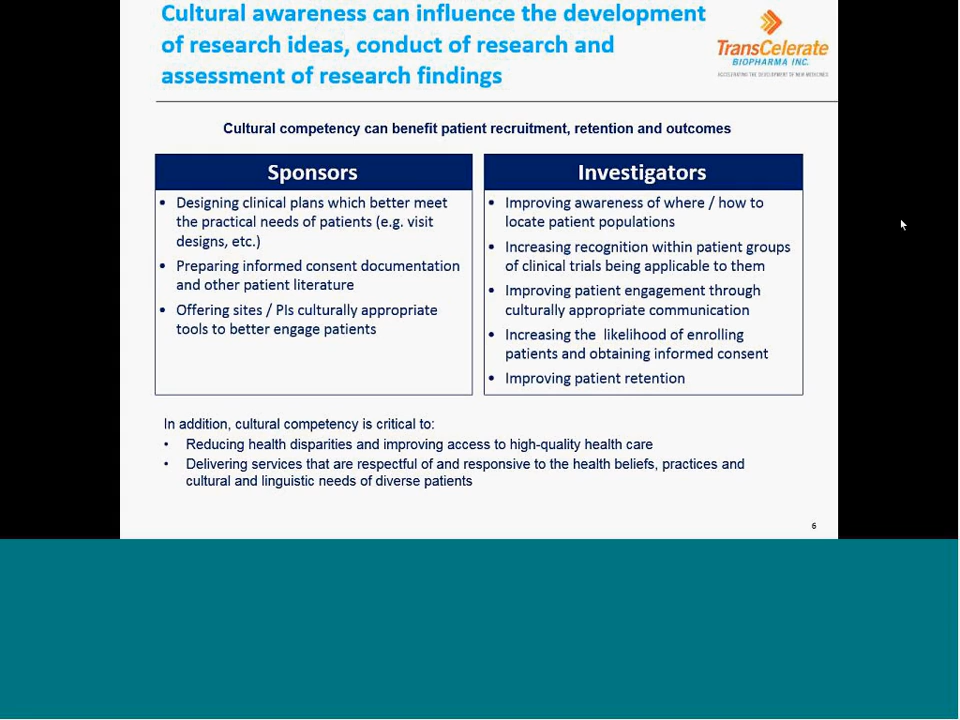 Cultural awareness can influence the development
of research ideas, conduct of research and
assessment of research findings
TransCelerate
BIOPHARMA INC.
ACCELERATING THE DEVELOPMENT OF NEW MEDICINES
Cultural competency can benefit patient recruitment, retention and outcomes
Sponsors
• Designing clinical plans which better meet
the practical needs of patients (e.g. visit
designs, etc.)
• Preparing informed consent documentation
and other patient literature
• Offering sites / PIs culturally appropriate
tools to better engage patients
Investigators
• Improving awareness of where / how to
locate patient populations
• Increasing recognition within patient groups
of clinical trials being applicable to them
• Improving patient engagement through
culturally appropriate communication
• Increasing the likelihood of enrolling
patients and obtaining informed consent
• Improving patient retention
In addition, cultural competency is critical to:
• Reducing health disparities and improving access to high-quality health care
• Delivering services that are respectful of and responsive to the health beliefs, practices and
cultural and linguistic needs of diverse patients
6